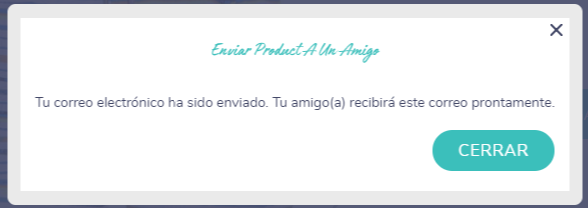 Enviar Product A Un Amigo
Tu correo electrónico ha sido enviado. Tu amigo(a) recibirá este correo prontamente.
CERRAR